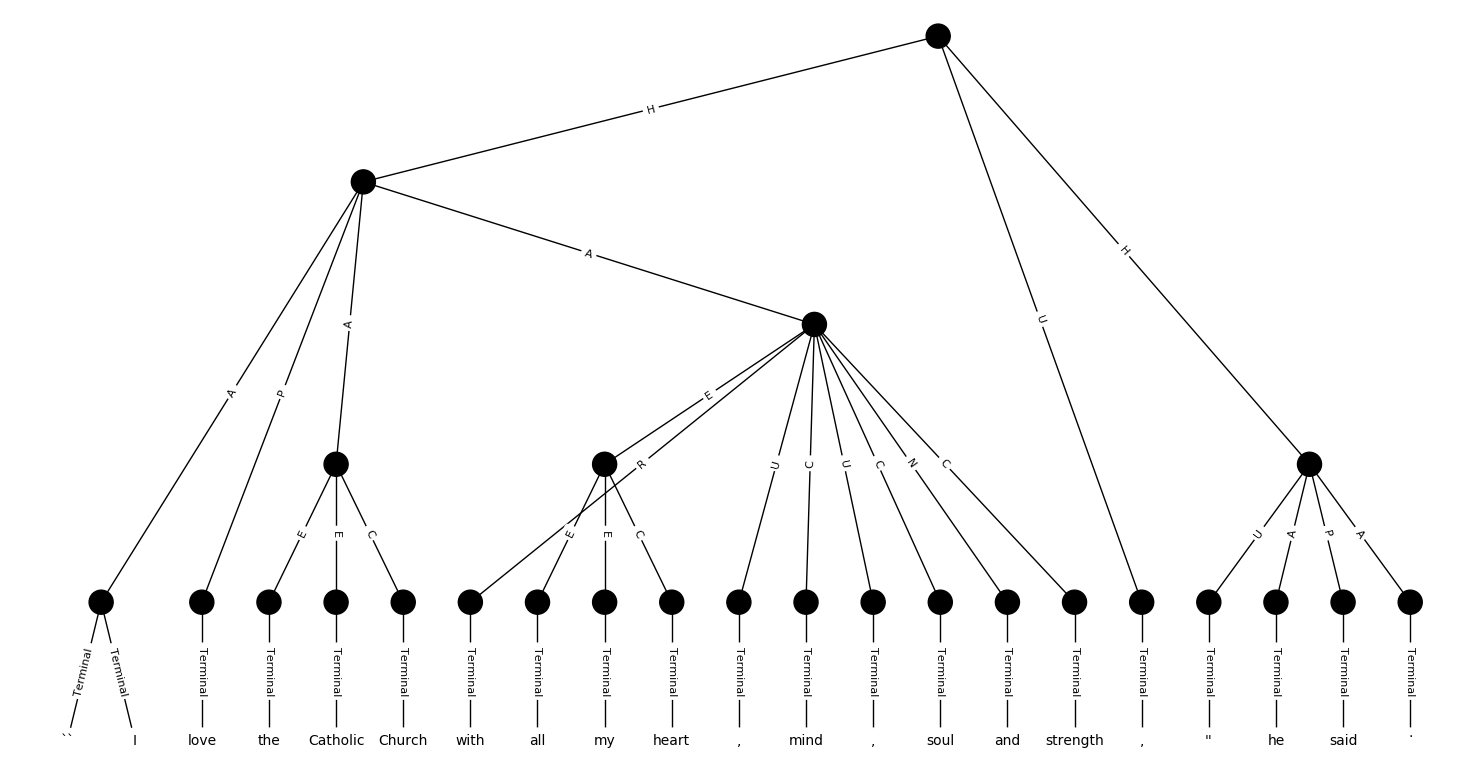 H
A
A
U
H
A
P
A
E
R
U
C
U
C
N
C
E
E
C
E
E
C
U
A
P
A
Terminal Terminal Terminal Terminal Terminal Terminal Terminal Terminal Terminal Terminal Terminal Terminal Terminal Terminal Terminal Terminal Terminal Terminal Terminal Terminal Terminal
`` I love the Catholic Church with all my heart , mind , soul and strength , " he said .